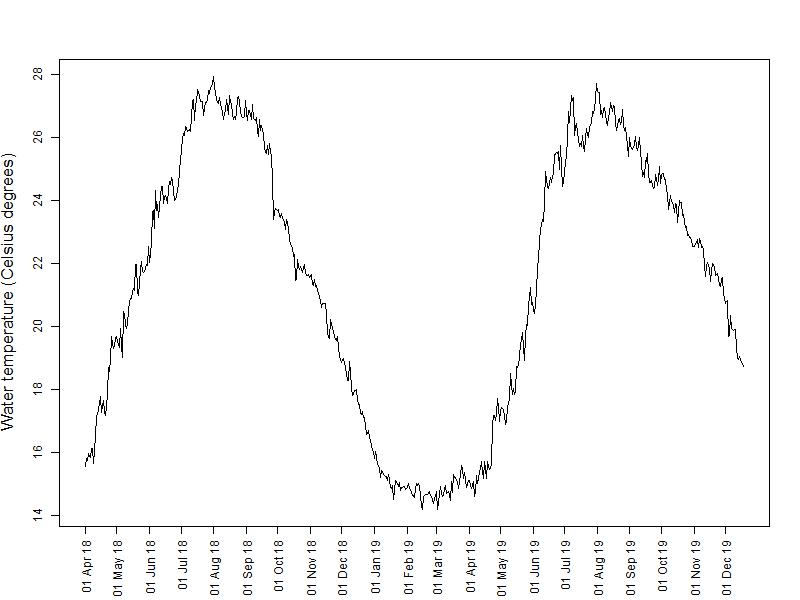 Water temperature (Celsius degrees)
28
26
24
22
20
18
16
14
01 Apr 18
01 May 18
01 Jun 18
01 Jul 18
01 Aug 18
01 Sep 18
01 Oct 18
01 Nov 18
01 Dec 18
01 Jan 19
01 Feb 19
01 Mar 19
01 Apr 19
01 May 19
01 Jun 19
01 Jul 19
01 Aug 19
01 Sep 19
01 Oct 19
01 Nov 19
01 Dec 19